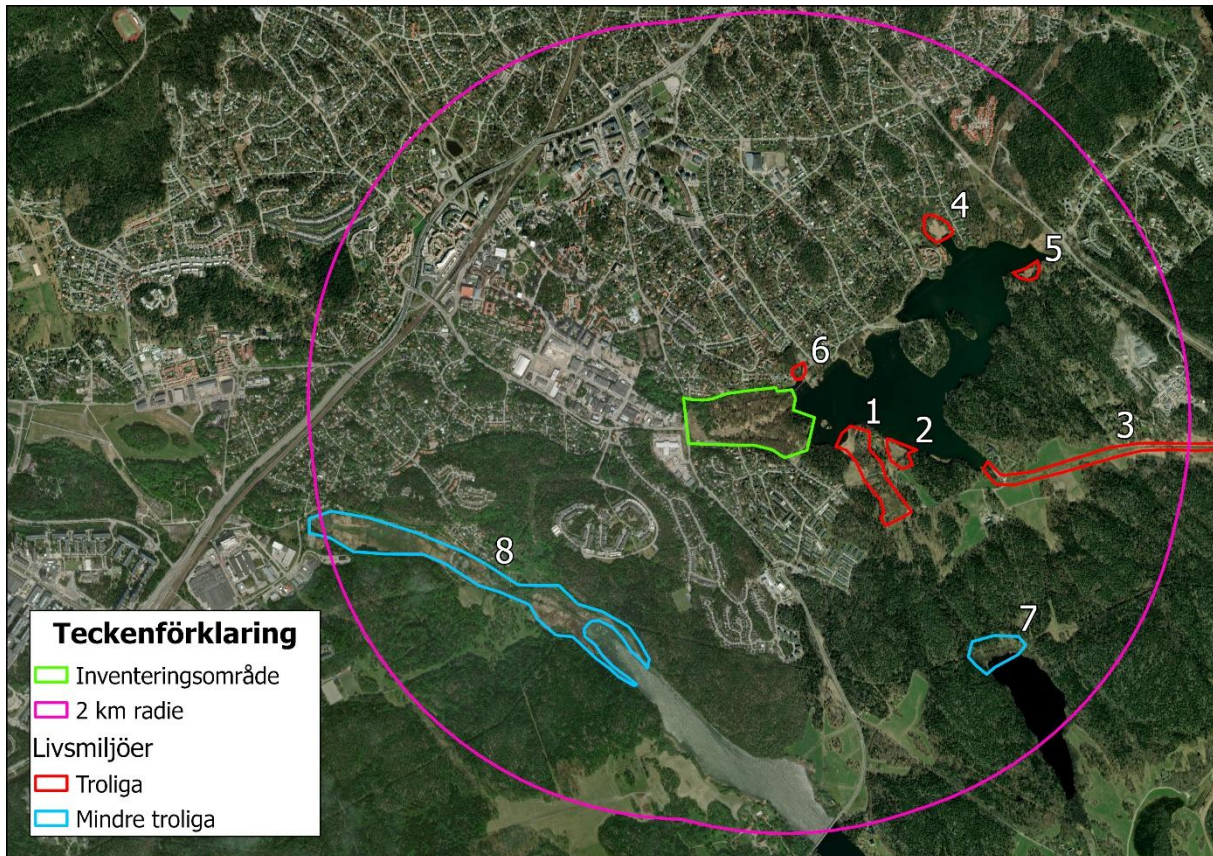 4
5
6
1
2
3
8
7
Teckenförklaring
Inventeringsområde
2 km radie
Livsmiljöer
Troliga
Mindre troliga